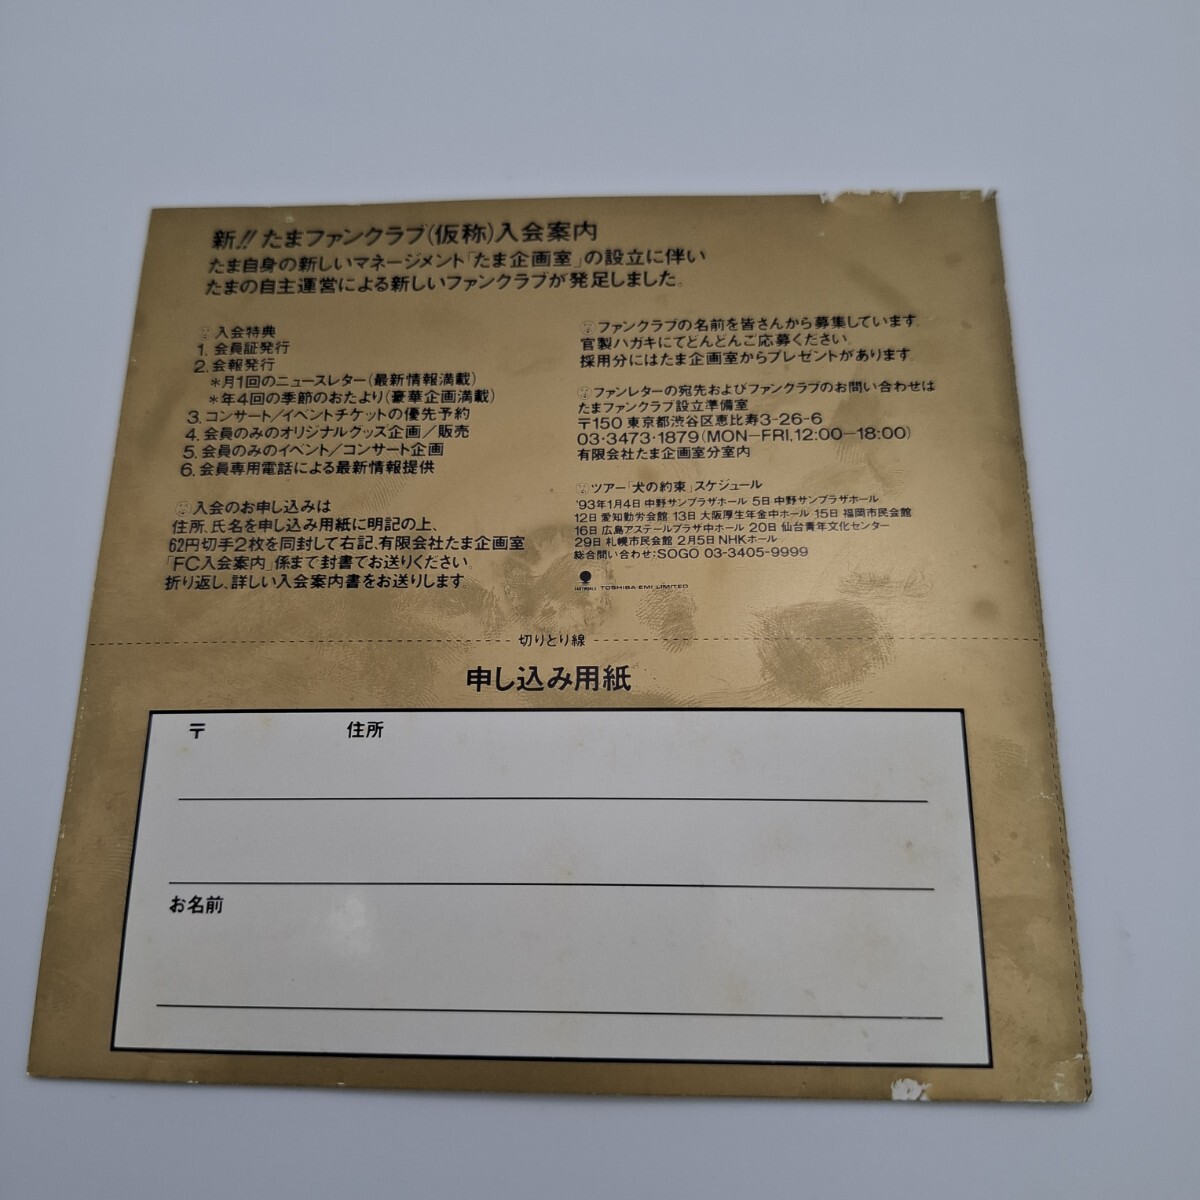 新!! たまファンクラブ(仮称)入会案内
たま自身の新しいマネージメント「たま企画室」の設立に伴い
たまの自主運営による新しいファンクラブが発足しました。
入会特典
1. 会員証発行
2. 会報発行
*月1回のニュースレター(最新情報満載)
*年4回の季節のおたより(豪華企画満載)
3. コンサート/イベントチケットの優先予約
4. 会員のみのオリジナルグッズ企画/販売
5. 会員のみのイベント/コンサート企画
6. 会員専用電話による最新情報提供
入会のお申し込みは
住所、氏名を申し込み用紙に明記の上、
62円切手2枚を同封して右記、有限会社たま企画室
「FC入会案内」係まで封書でお送りください。
折り返し、詳しい入会案内書をお送りします。
ファンクラブの名前を皆さんから募集しています。
官製ハガキにてどんどんご応募ください。
採用分にはたま企画室からプレゼントがあります。
ファンレターの宛先およびファンクラブのお問い合わせは
たまファンクラブ設立準備室
〒150 東京都渋谷区恵比寿3-26-6
03・3473・1879(MON–FRI,12:00–18:00)
有限会社たま企画室分室内
ツアー「犬の約束」スケジュール
'93年1月4日 中野サンプラザホール 5日 中野サンプラザホール
12日 愛知勤労会館 13日 大阪厚生年金中ホール 15日 福岡市民会館
16日 広島アステールプラザ中ホール 20日 仙台青年文化センター
29日 札幌市民会館 2月5日 NHKホール
総合問い合わせ:SOGO 03-3405-9999
TOSHIBA-EMI LIMITED
切りとり線
申し込み用紙
〒 住所
お名前